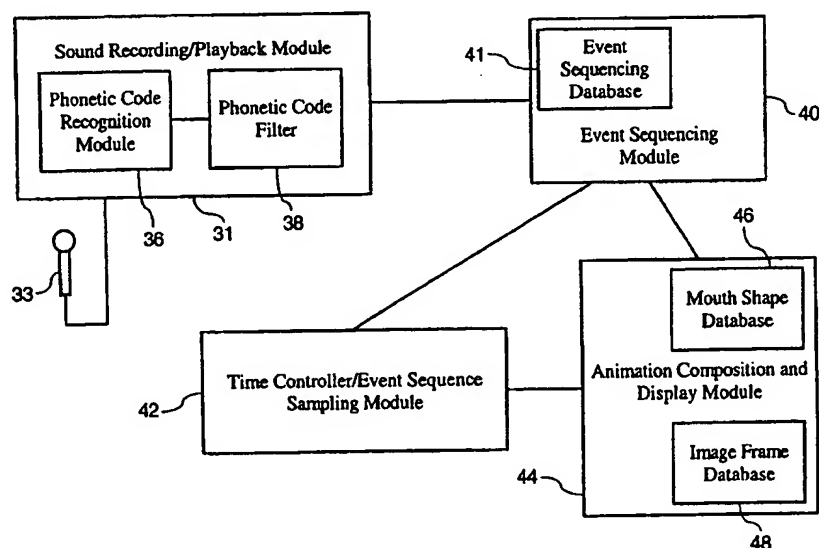 Sound Recording/Playback Module
Phonetic Code
Recognition
Module
Phonetic Code
Filter
36
31
38
33
41
Event
Sequencing
Database
Event Sequencing
Module
40
46
Mouth Shape
Database
Animation Composition and
Display Module
Image Frame
Database
44
48
42
Time Controller/Event Sequence
Sampling Module